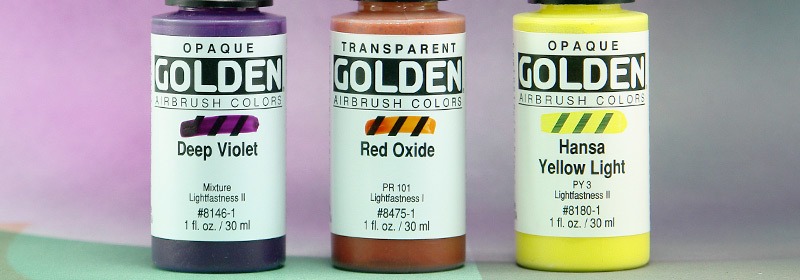 OPAQUE
GOLDEN
AIRBRUSH COLORS
Deep Violet
Mixture
Lightfastness II
#8146-1
1 fl. oz. / 30 ml
TRANSPARENT
GOLDEN
AIRBRUSH COLORS
Red Oxide
PR 101
Lightfastness I
#8475-1
1 fl. oz. / 30 ml
OPAQUE
GOLDEN
AIRBRUSH COLORS
Hansa
Yellow Light
PY 3
Lightfastness II
#8180-1
1 fl. oz. / 30 ml